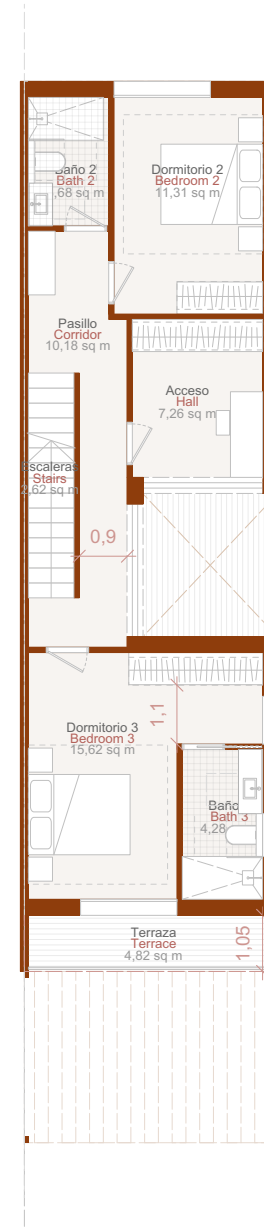 Baño 2
Bath 2
,68 sq m
Dormitorio 2
Bedroom 2
11,31 sq m
Pasillo
Corridor
10,18 sq m
Acceso
Hall
7,26 sq m
Escaleras
Stairs
2,62 sq m
0,9
1,1
Dormitorio 3
Bedroom 3
15,62 sq m
Baño
Bath 3
4,28
Terraza
Terrace
4,82 sq m
1,05